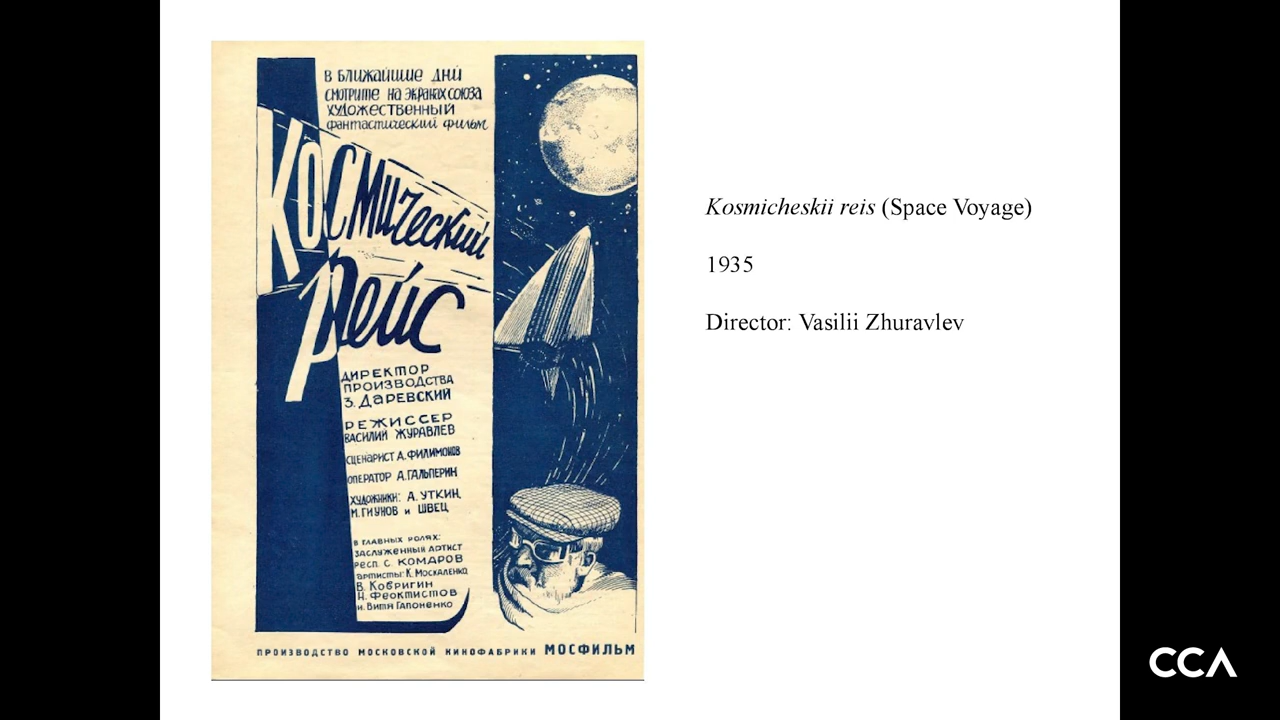 В БЛИЖАЙШИЕ ДНИ
СМОТРИТЕ НА ЭКРАНАХ СОЮЗА
ХУДОЖЕСТВЕННЫЙ
фантастический фильм
Космический
рейс
ДИРЕКТОР
ПРОИЗВОДСТВА
З. ДАРЕВСКИЙ
РЕЖИССЕР
ВАСИЛИЙ ЖУРАВЛЕВ
СЦЕНАРИСТ А. ФИЛИМОНОВ
ОПЕРАТОР А. ГАЛЬПЕРИН
ХУДОЖНИКИ: А. УТКИН,
М. ТИУНОВ и ШВЕЦ
В ГЛАВНЫХ РОЛЯХ:
ЗАСЛУЖЕННЫЙ АРТИСТ
РЕСП. С. КОМАРОВ
артисты: К. Москаленко
В. Кобригин
Н. Феоктистов
и. Витя Гапоненко
ПРОИЗВОДСТВО МОСКОВСКОЙ КИНОФАБРИКИ МОСФИЛЬМ
Kosmicheskii reis (Space Voyage)
1935
Director: Vasilii Zhuravlev
CCA